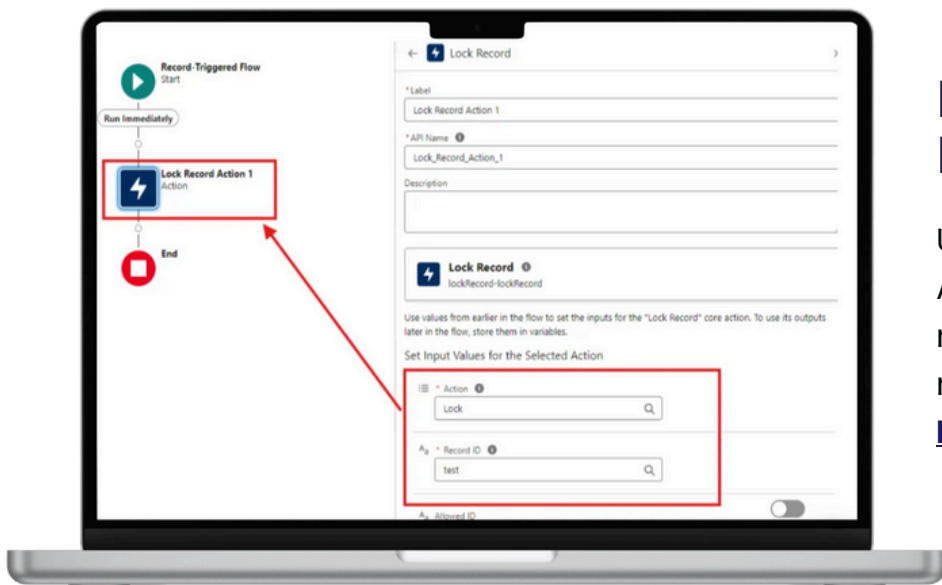 Record-Triggered Flow
Start
Run Immediately
Lock Record Action 1
Action
End
Lock Record
*Label
Lock Record Action 1
*API Name
Lock_Record_Action_1
Description
Lock Record
lockRecord-lockRecord
Use values from earlier in the flow to set the inputs for the "Lock Record" core action. To use its outputs
later in the flow, store them in variables.
Set Input Values for the Selected Action
* Action
Lock
Aa * Record ID
test
Aa Allowed ID